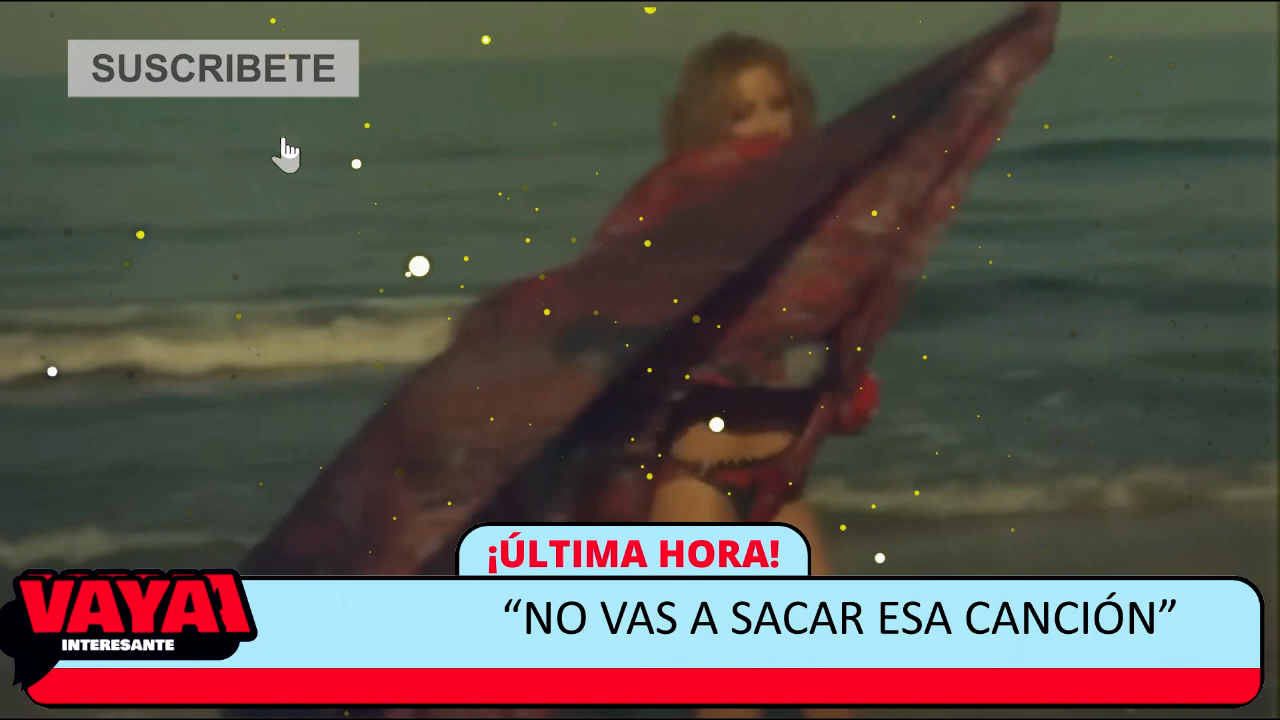 SUSCRIBETE
¡ÚLTIMA HORA!
“NO VAS A SACAR ESA CANCIÓN”
VAYA
INTERESANTE